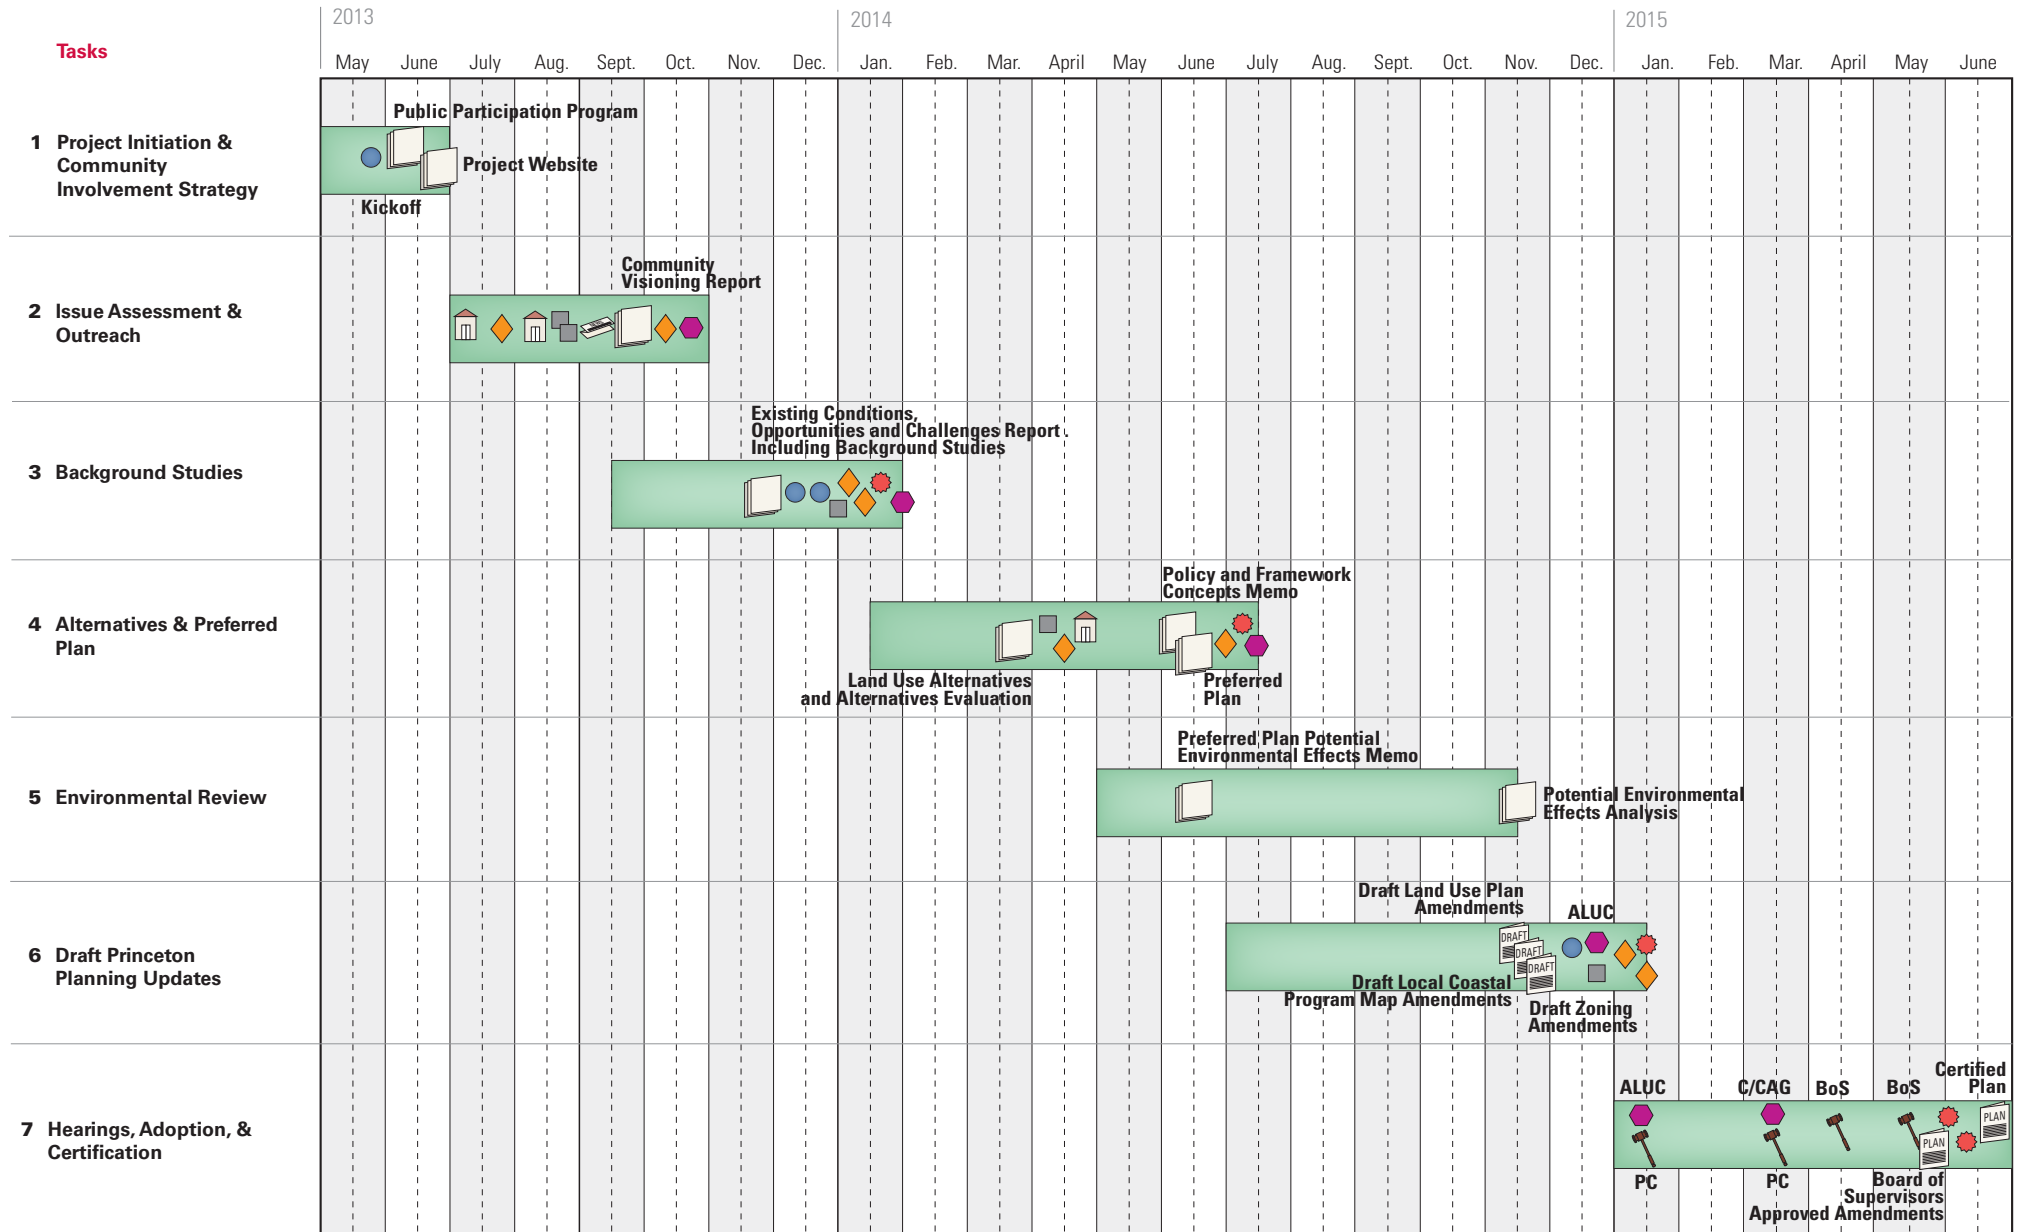 2013
2014
2015
Tasks
May June July Aug. Sept. Oct. Nov. Dec. Jan. Feb. Mar. April May June July Aug. Sept. Oct. Nov. Dec. Jan. Feb. Mar. April May June
1 Project Initiation &
Community
Involvement Strategy
Public Participation Program
Project Website
Kickoff
2 Issue Assessment &
Outreach
Community
Visioning Report
3 Background Studies
Existing Conditions,
Opportunities and Challenges Report .
Including Background Studies
4 Alternatives & Preferred
Plan
Policy and Framework
Concepts Memo
Land Use Alternatives
and Alternatives Evaluation
Preferred
Plan
5 Environmental Review
Preferred Plan Potential
Environmental Effects Memo
Potential Environmental
Effects Analysis
6 Draft Princeton
Planning Updates
Draft Land Use Plan
Amendments
ALUC
DRAFT
DRAFT
DRAFT
Draft Local Coastal
Program Map Amendments
Draft Zoning
Amendments
7 Hearings, Adoption, &
Certification
ALUC
C/CAG
BoS
BoS
Certified
Plan
PLAN
PLAN
PC
PC
Board of
Supervisors
Approved Amendments